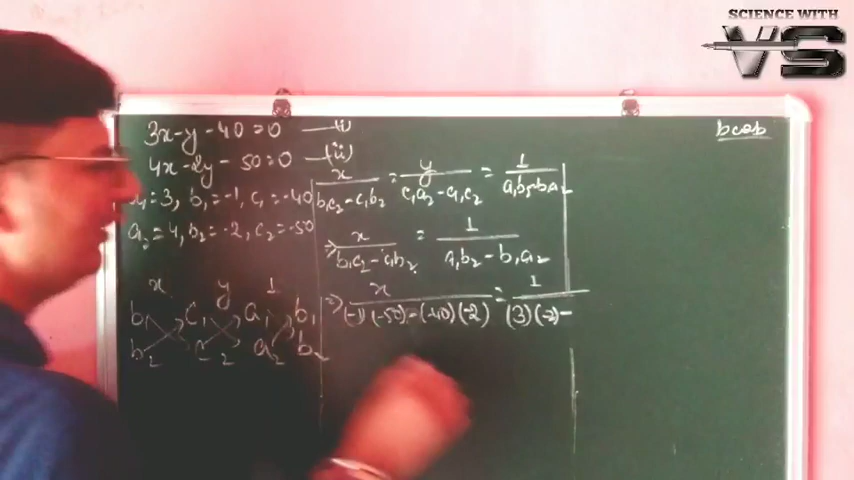 SCIENCE WITH
VS
bcab
3x-y-40=0 —(i)
4x-2y-50=0 —(ii)
a₁=3, b₁=-1, c₁=-40
a₂=4, b₂=-2, c₂=-50
x y 1
b₁ c₁ a₁ b₁
b₂ c₂ a₂ b₂
x = y = 1
b₁c₂-c₁b₂ c₁a₂-a₁c₂ a₁b₂-b₁a₂
⇒ x = 1
b₁c₂-c₁b₂ a₁b₂-b₁a₂
⇒ x = 1
(-1)(-50)-(-40)(-2) (3)(-2)-